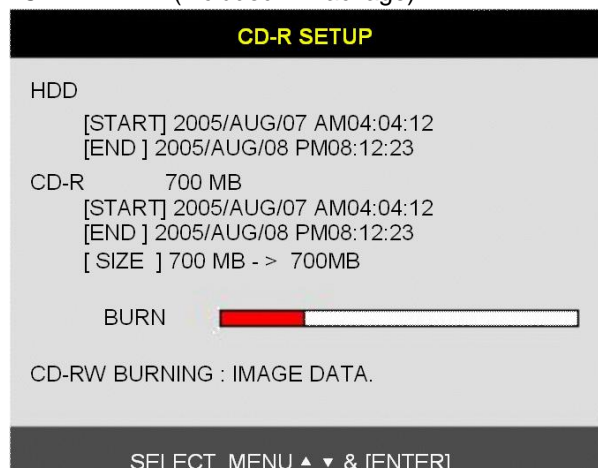 CD-R SETUP
HDD
[START] 2005/AUG/07 AM04:04:12
[END ] 2005/AUG/08 PM08:12:23
CD-R 700 MB
[START] 2005/AUG/07 AM04:04:12
[END ] 2005/AUG/08 PM08:12:23
[ SIZE ] 700 MB - > 700MB
BURN
CD-RW BURNING : IMAGE DATA.
SELECT MENU ▲ ▼ & [ENTER]